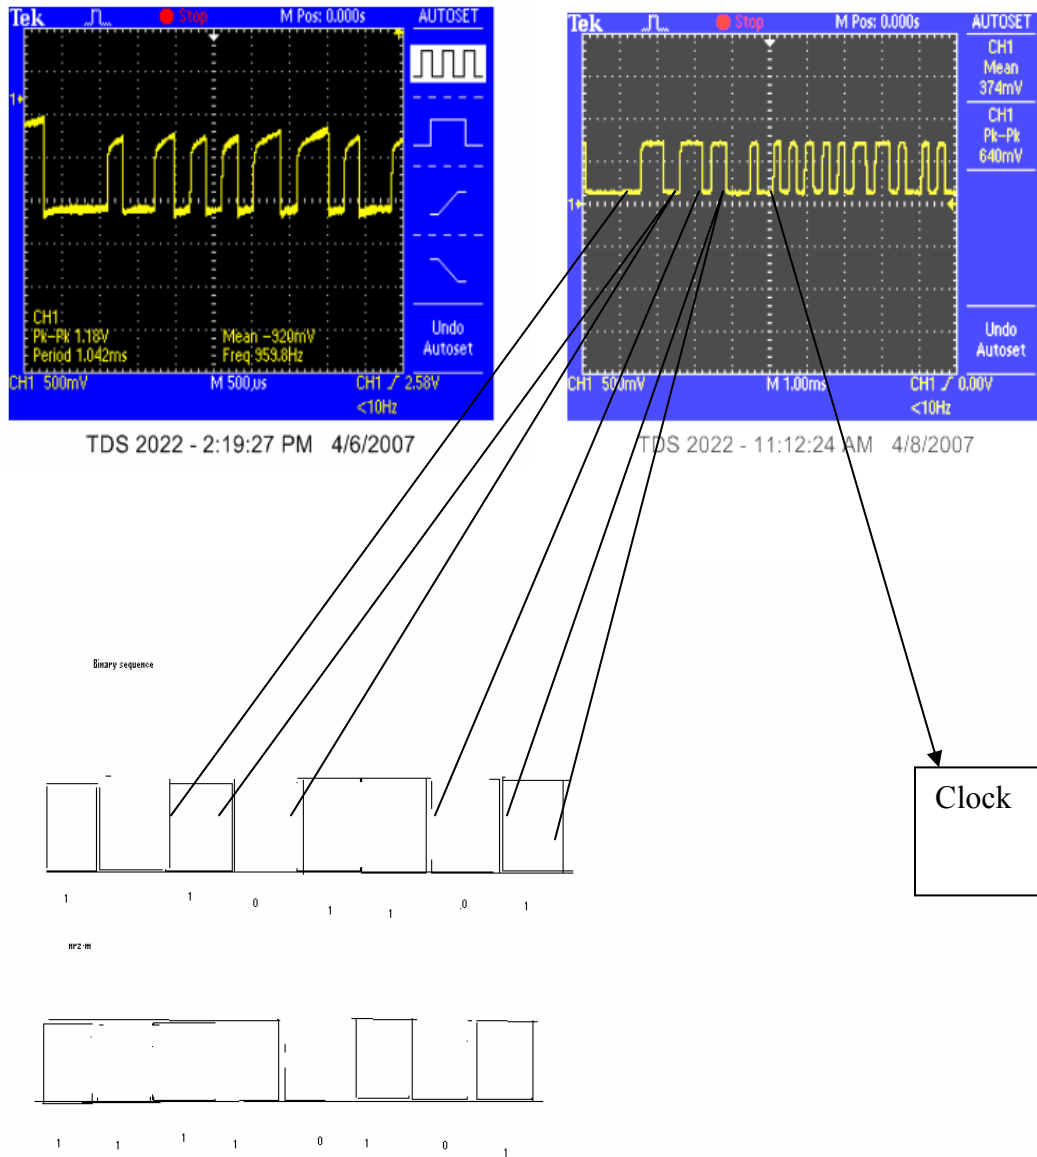 Tek Stop M Pos: 0.000s AUTOSET
1
CH1
Pk-Pk 1.18V Mean -920mV
Period 1.042ms Freq 959.8Hz
Undo
Autoset
CH1 500mV M 500µs CH1 2.58V
<10Hz
TDS 2022 - 2:19:27 PM 4/6/2007
Tek Stop M Pos: 0.000s AUTOSET
CH1
Mean
374mV
CH1
Pk-Pk
640mV
1
Undo
Autoset
CH1 500mV M 1.00ms CH1 0.00V
<10Hz
TDS 2022 - 11:12:24 AM 4/8/2007
Binary sequence
Clock
1 1 0 1 1 .0 1
1 1 1 1 0 1 0 1